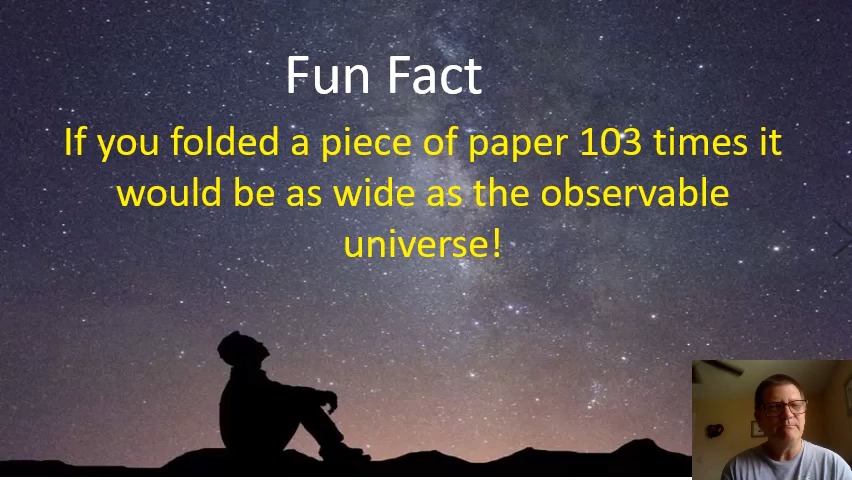 Fun Fact
If you folded a piece of paper 103 times it
would be as wide as the observable
universe!